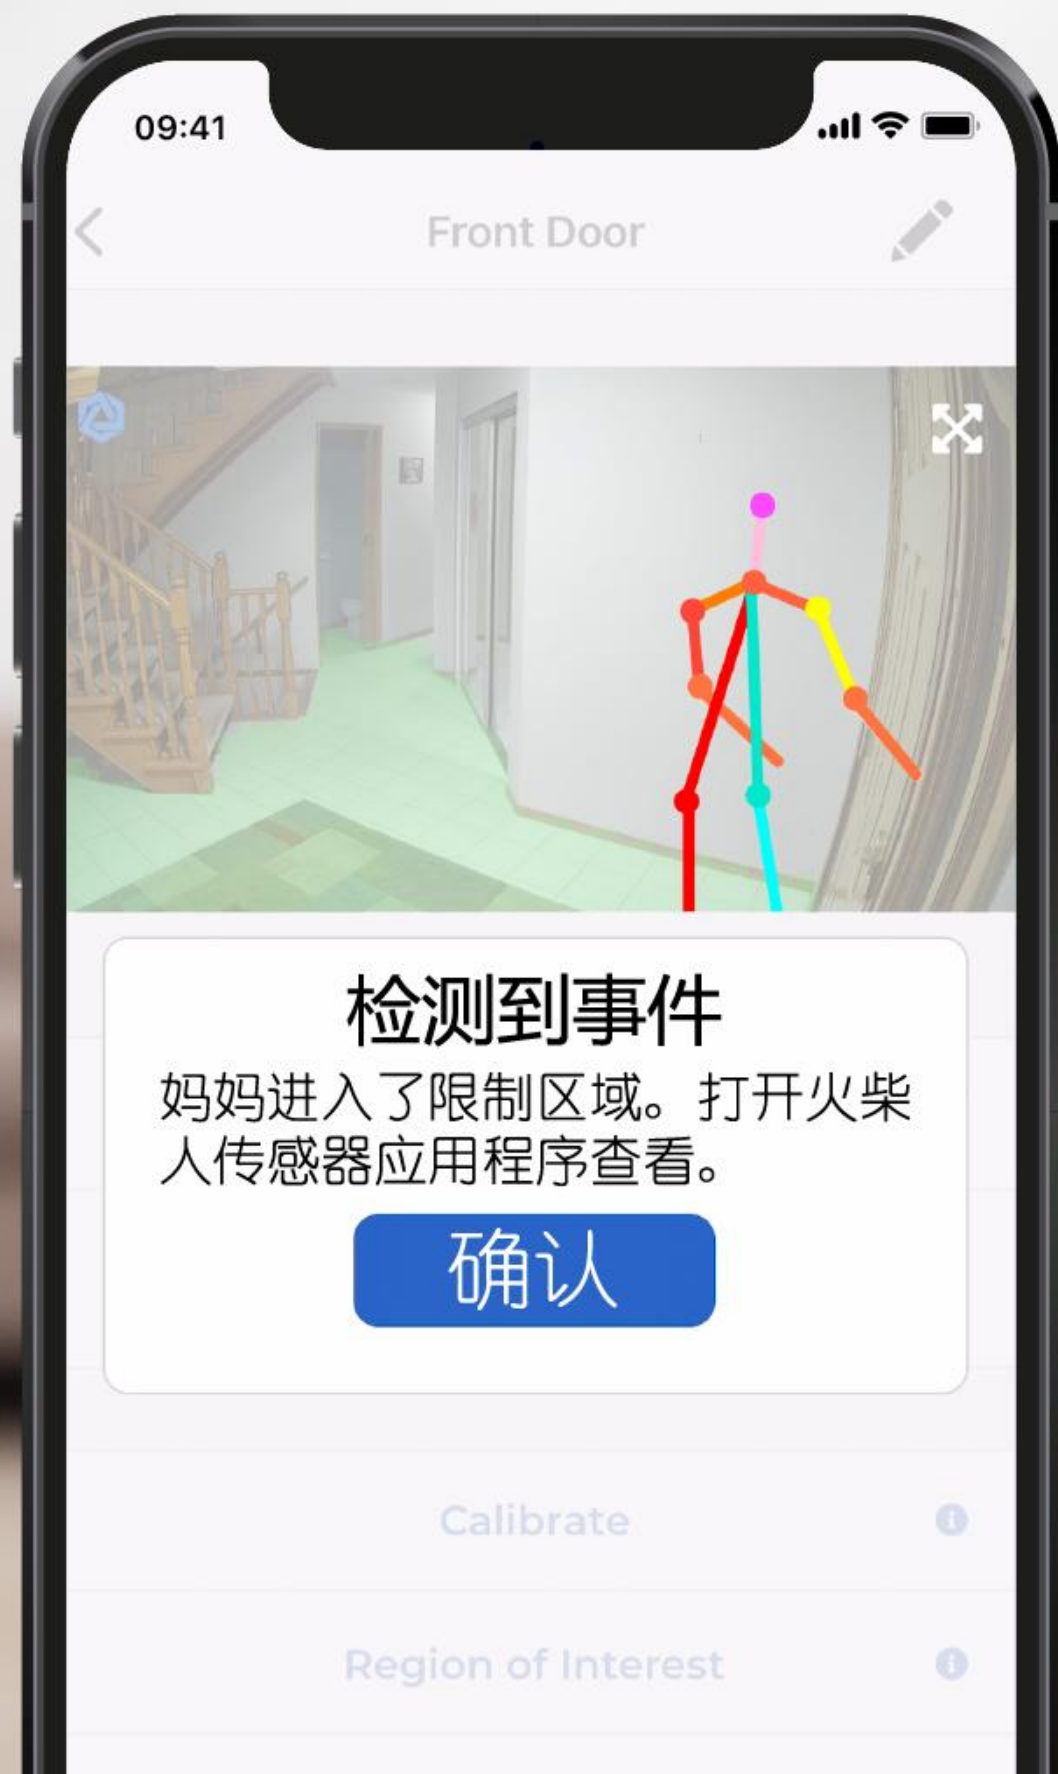 09:41
Front Door
检测到事件
妈妈进入了限制区域。打开火柴
人传感器应用程序查看。
确认
Calibrate
Region of Interest